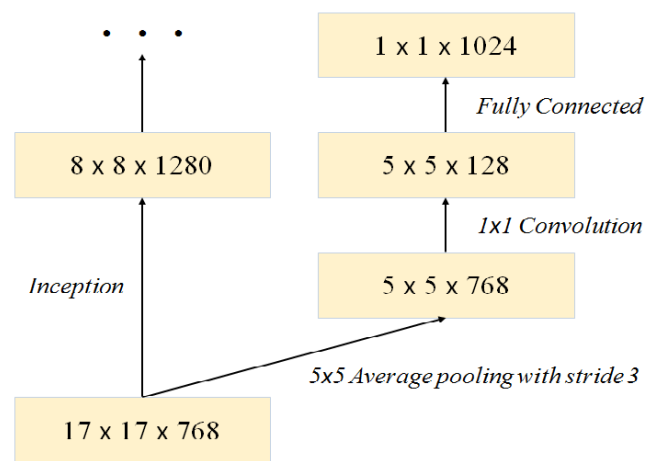 • • •
1 x 1 x 1024
Fully Connected
8 x 8 x 1280
5 x 5 x 128
1x1 Convolution
Inception
5 x 5 x 768
5x5 Average pooling with stride 3
17 x 17 x 768